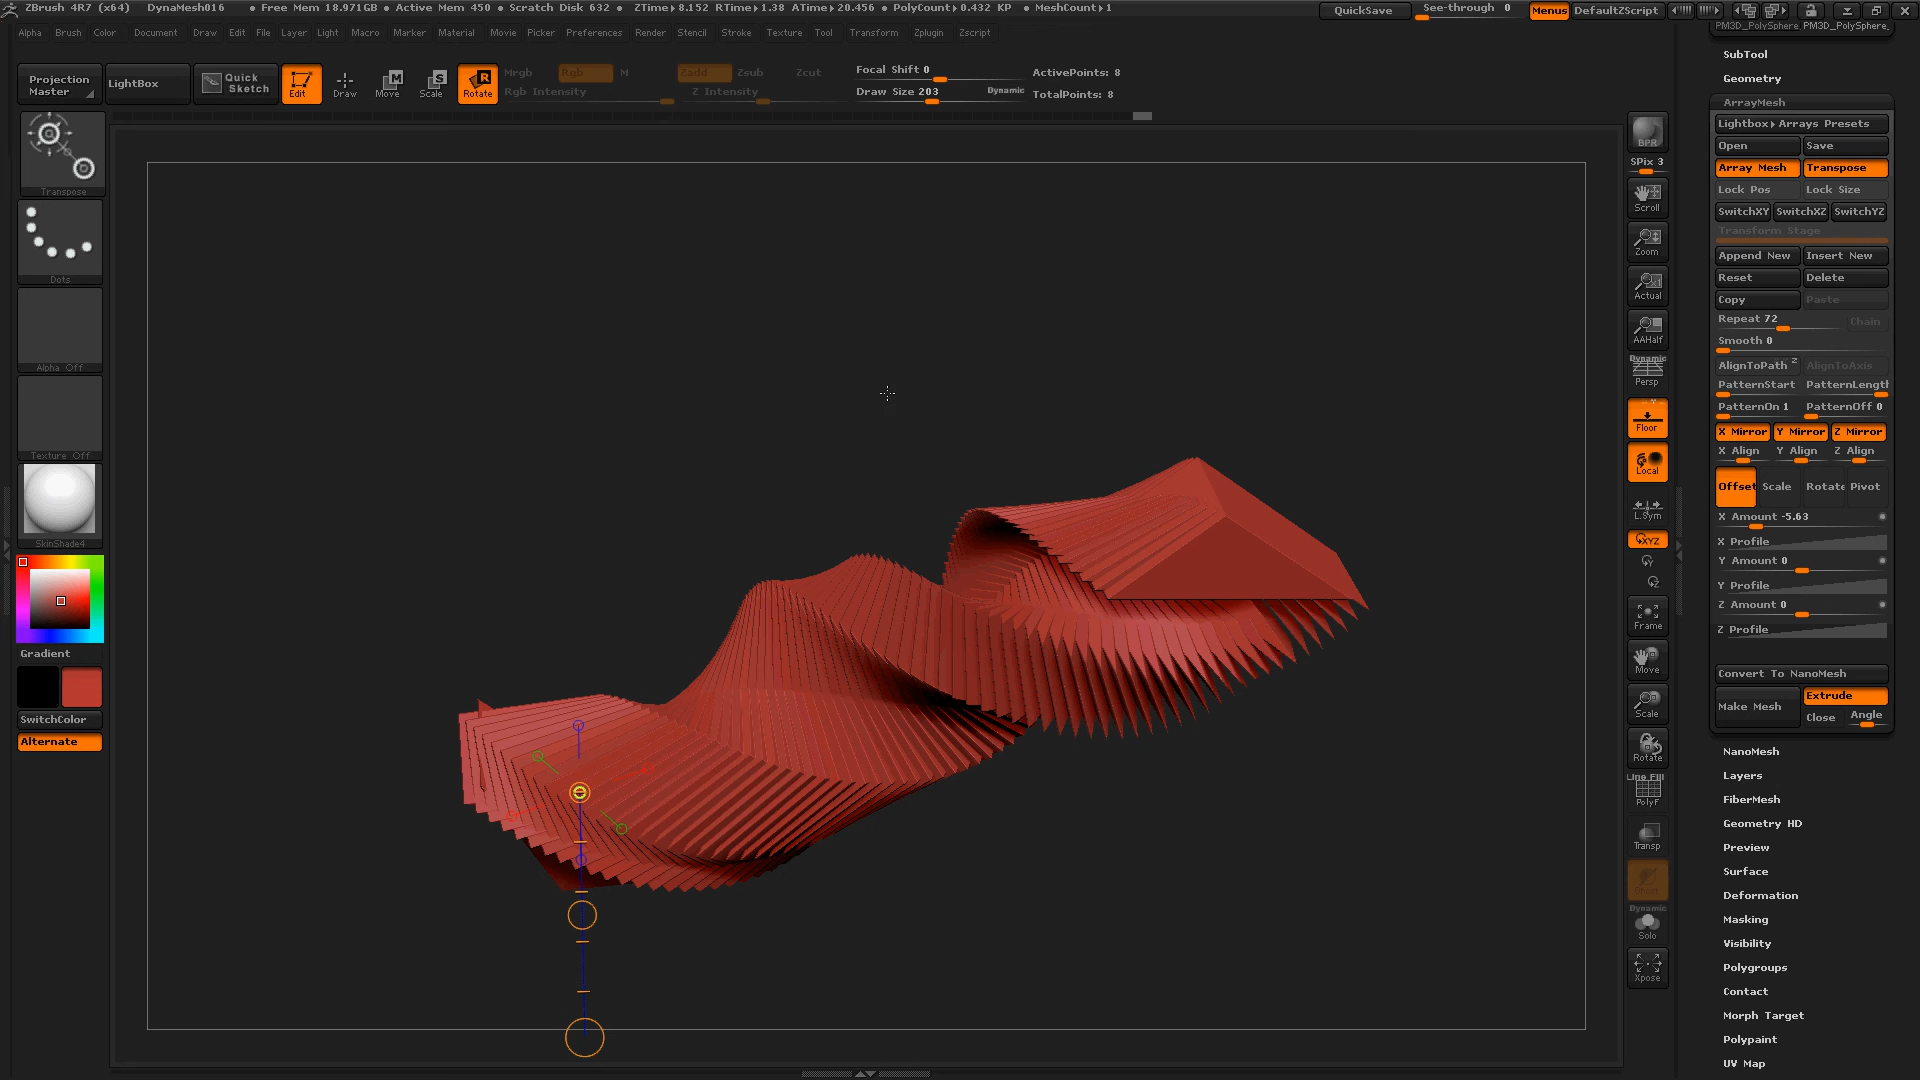 ZBrush 4R7 (x64) DynaMesh016 • Free Mem 18.971GB • Active Mem 450 • Scratch Disk 632 • ZTime▸8.152 RTime▸1.38 ATime▸20.456 • PolyCount▸0.432 KP • MeshCount▸1 QuickSave See-through 0 Menus DefaultZScript
Alpha Brush Color Document Draw Edit File Layer Light Macro Marker Material Movie Picker Preferences Render Stencil Stroke Texture Tool Transform Zplugin Zscript
PM3D_PolySphere_ PM3D_PolySphere_
Projection Master
LightBox
Quick Sketch
Edit
Draw
Move
Scale
Rotate
Mrgb Rgb M
Rgb Intensity
Zadd Zsub Zcut
Z Intensity
Focal Shift 0
Draw Size 203 Dynamic
ActivePoints: 8
TotalPoints: 8
Transpose
Dots
Alpha Off
Texture Off
SkinShade4
Gradient
SwitchColor
Alternate
BPR
SPix 3
Scroll
Zoom
Actual
AAHalf
Dynamic
Persp
Floor
Local
L.Sym
XYZ
Frame
Move
Scale
Rotate
Line Fill
PolyF
Transp
Ghost
Dynamic
Solo
Xpose
SubTool
Geometry
ArrayMesh
Lightbox▸Arrays Presets
Open Save
Array Mesh Transpose
Lock Pos Lock Size
SwitchXY SwitchXZ SwitchYZ
Transform Stage
Append New Insert New
Reset Delete
Copy Paste
Repeat 72 Chain
Smooth 0
AlignToPath AlignToAxis
PatternStart PatternLength
PatternOn 1 PatternOff 0
X Mirror Y Mirror Z Mirror
X Align Y Align Z Align
Offset Scale Rotate Pivot
X Amount -5.63
X Profile
Y Amount 0
Y Profile
Z Amount 0
Z Profile
Convert To NanoMesh
Make Mesh Extrude
Close Angle
NanoMesh
Layers
FiberMesh
Geometry HD
Preview
Surface
Deformation
Masking
Visibility
Polygroups
Contact
Morph Target
Polypaint
UV Map